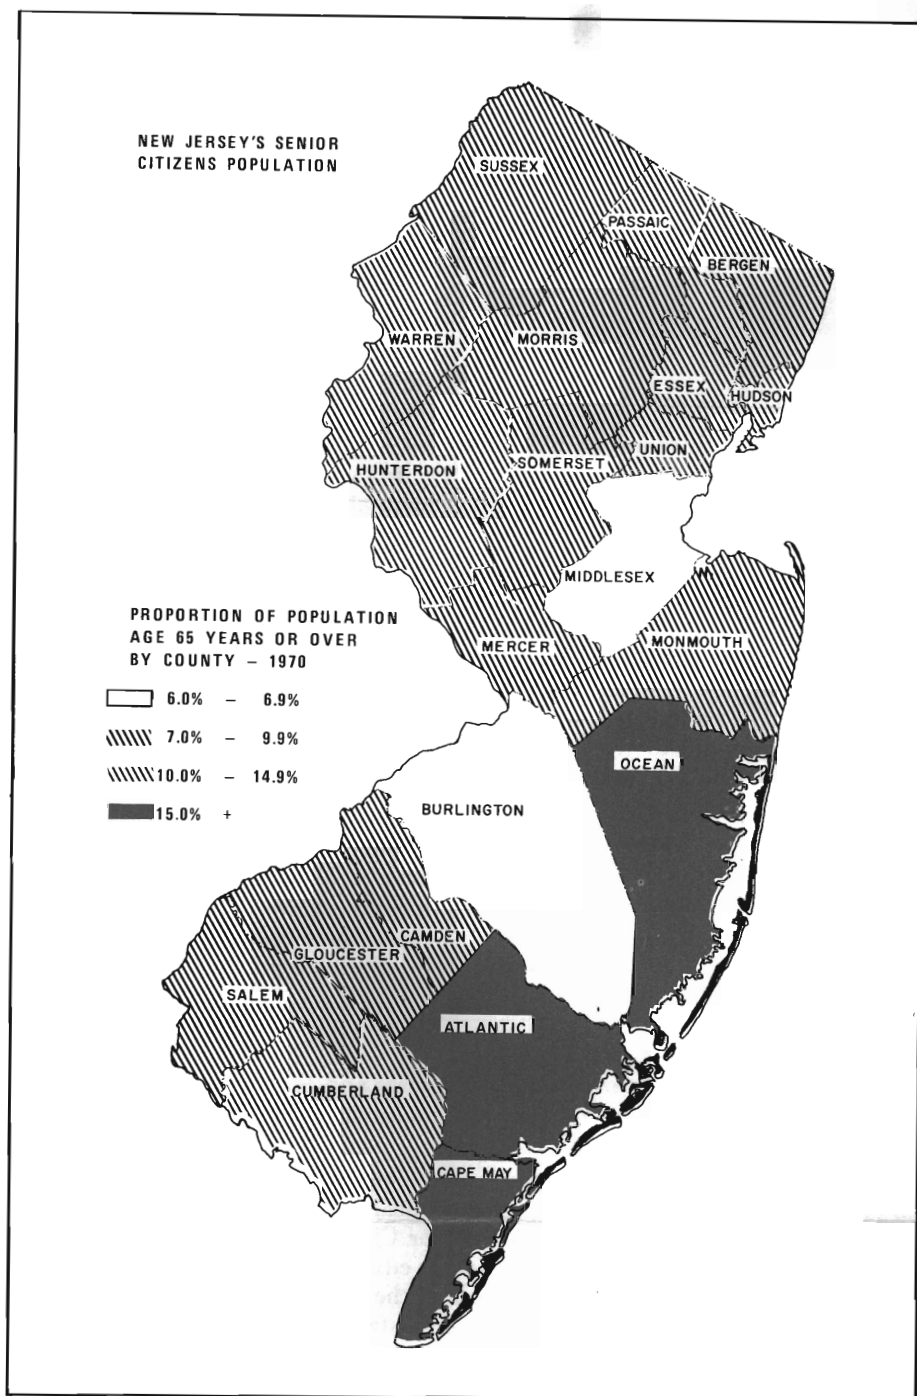 NEW JERSEY'S SENIOR
CITIZENS POPULATION
SUSSEX
PASSAIC
BERGEN
WARREN
MORRIS
ESSEX
HUDSON
UNION
SOMERSET
HUNTERDON
MIDDLESEX
MERCER
MONMOUTH
PROPORTION OF POPULATION
AGE 65 YEARS OR OVER
BY COUNTY – 1970
6.0% – 6.9%
7.0% – 9.9%
10.0% – 14.9%
15.0% +
OCEAN
BURLINGTON
CAMDEN
GLOUCESTER
SALEM
ATLANTIC
CUMBERLAND
CAPE MAY